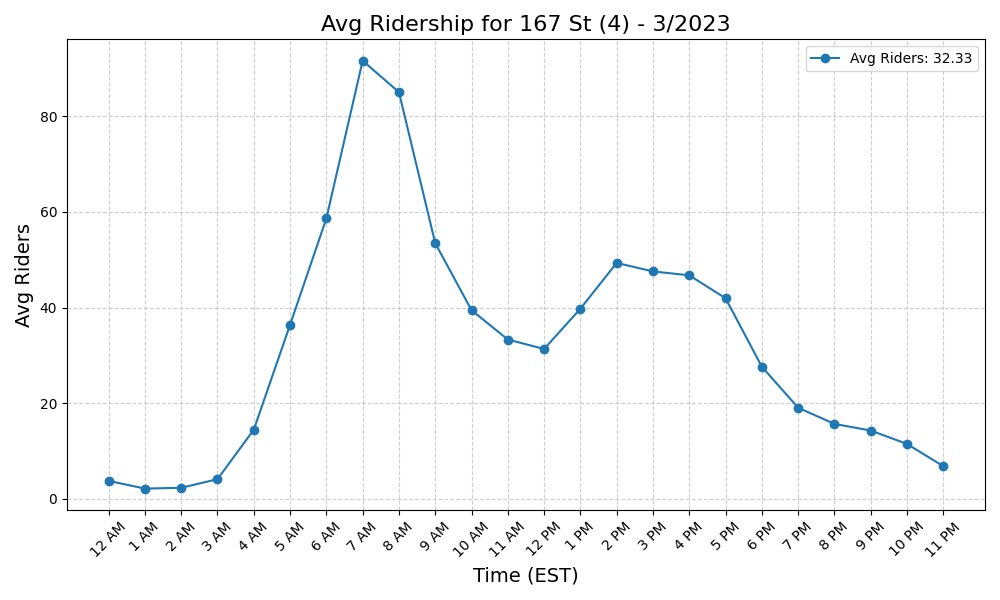 Avg Ridership for 167 St (4) - 3/2023
Avg Riders: 32.33
Avg Riders
80
60
40
20
0
12 AM
1 AM
2 AM
3 AM
4 AM
5 AM
6 AM
7 AM
8 AM
9 AM
10 AM
11 AM
12 PM
1 PM
2 PM
3 PM
4 PM
5 PM
6 PM
7 PM
8 PM
9 PM
10 PM
11 PM
Time (EST)